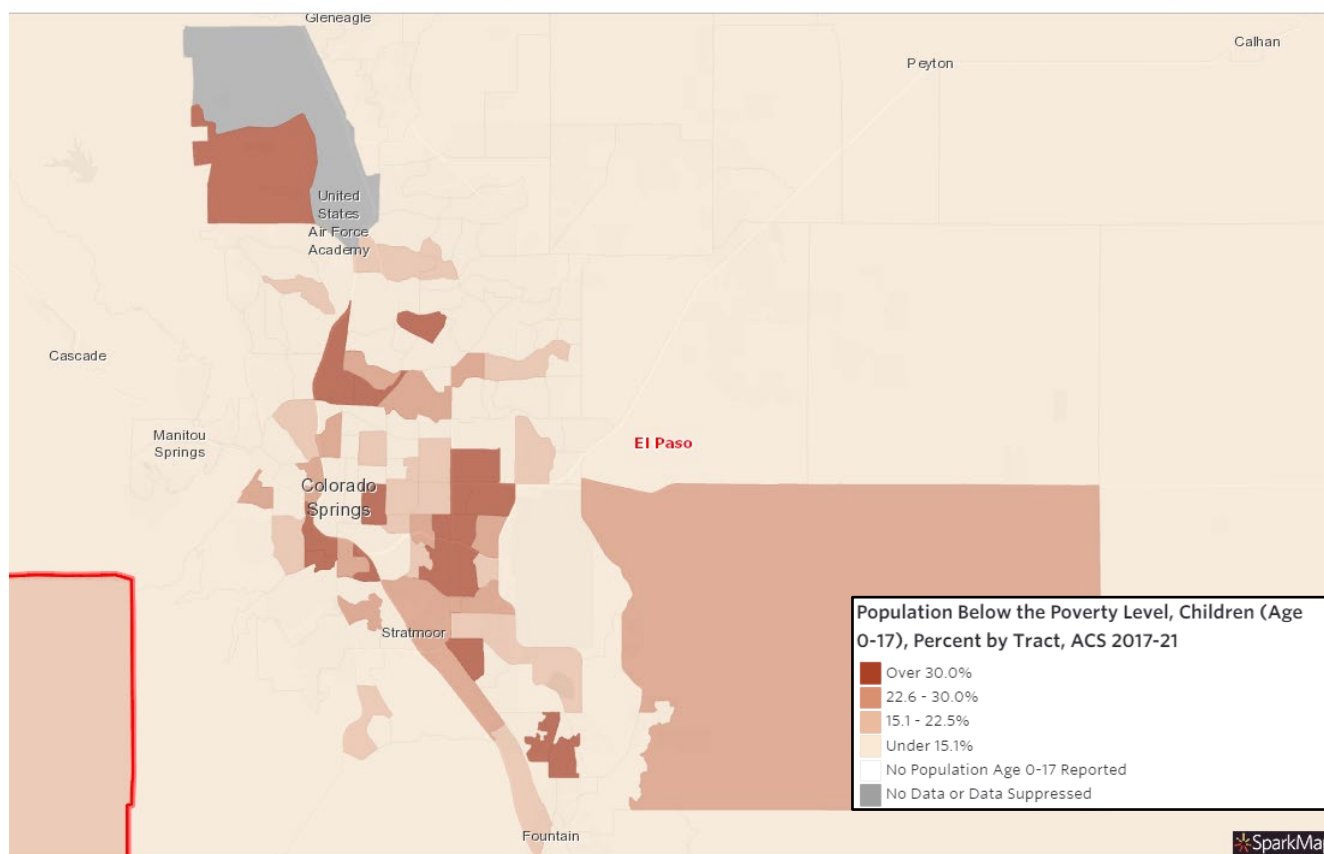 Gleneagle
Calhan
Peyton
United
States
Air Force
Academy
Cascade
Manitou
Springs
El Paso
Colorado
Springs
Stratmoor
Fountain
Population Below the Poverty Level, Children (Age
0-17), Percent by Tract, ACS 2017-21
Over 30.0%
22.6 - 30.0%
15.1 - 22.5%
Under 15.1%
No Population Age 0-17 Reported
No Data or Data Suppressed
SparkMap